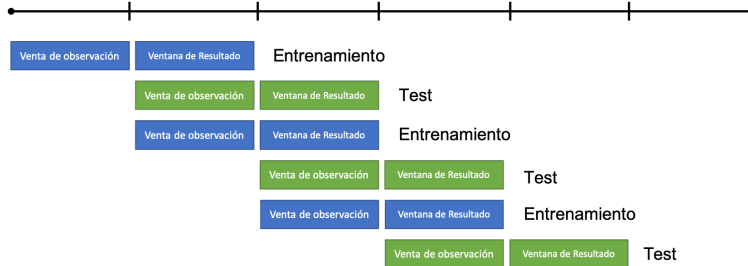 Venta de observación Ventana de Resultado Entrenamiento
Venta de observación Ventana de Resultado Test
Venta de observación Ventana de Resultado Entrenamiento
Venta de observación Ventana de Resultado Test
Venta de observación Ventana de Resultado Entrenamiento
Venta de observación Ventana de Resultado Test